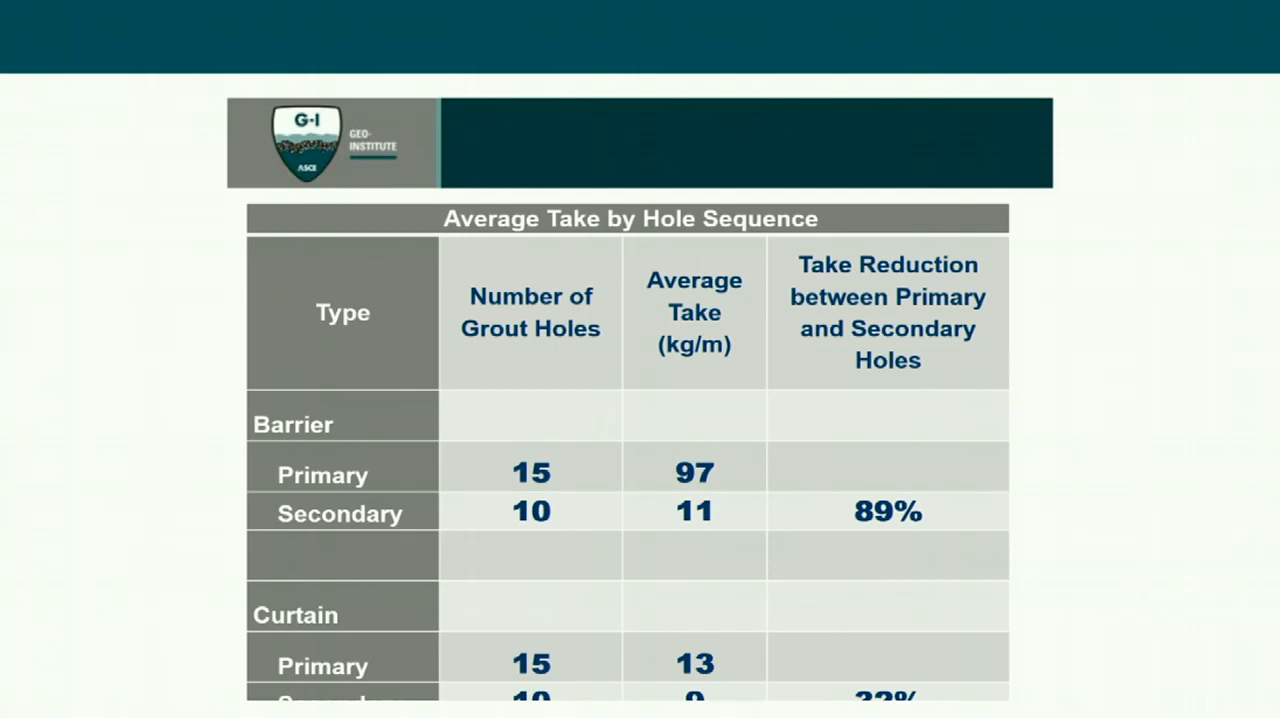 G-I
GEO-
INSTITUTE
ASCE
Average Take by Hole Sequence
Type
Number of
Grout Holes
Average
Take
(kg/m)
Take Reduction
between Primary
and Secondary
Holes
Barrier
Primary 15 97
Secondary 10 11 89%
Curtain
Primary 15 13